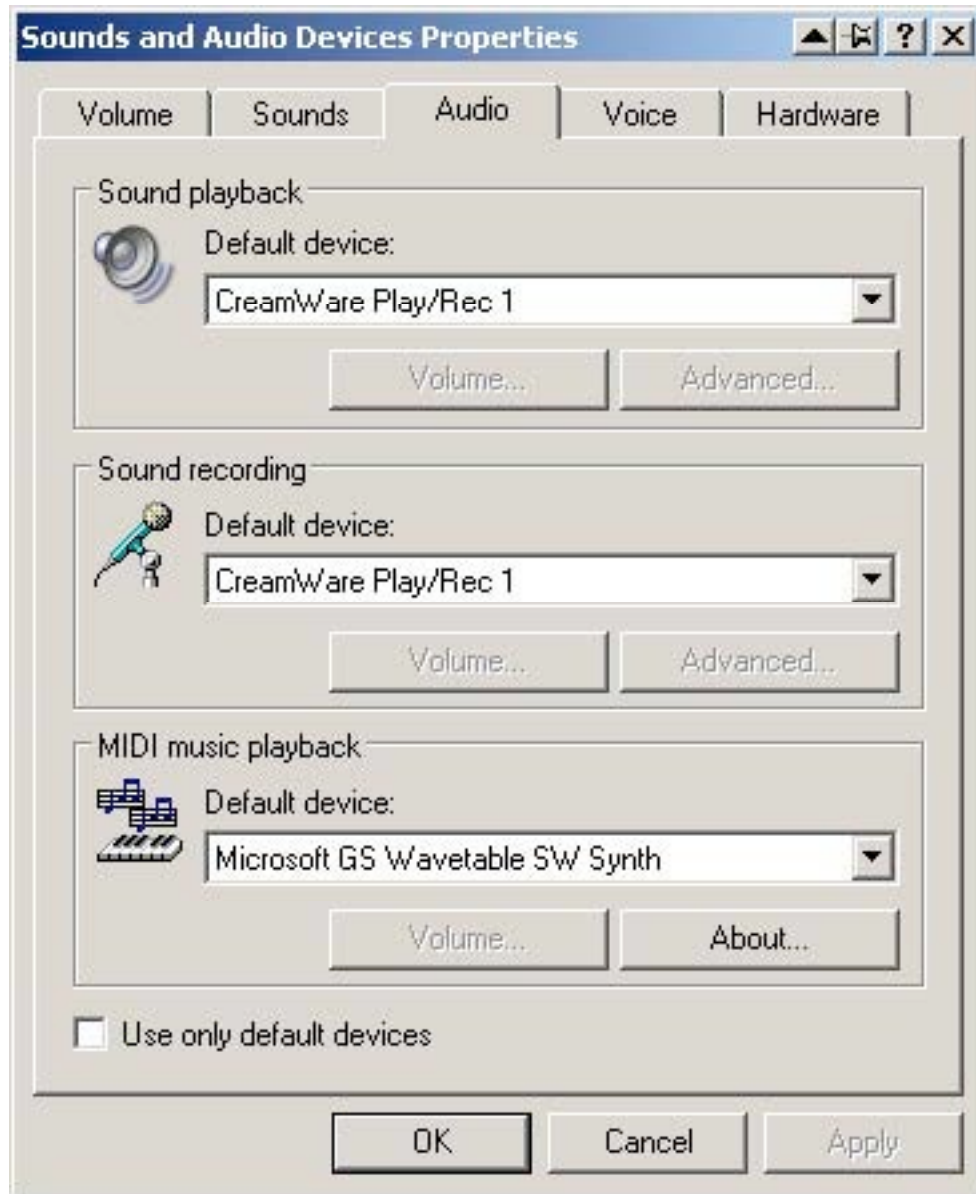 Sounds and Audio Devices Properties
Volume Sounds Audio Voice Hardware
Sound playback
Default device:
CreamWare Play/Rec 1
Volume... Advanced...
Sound recording
Default device:
CreamWare Play/Rec 1
Volume... Advanced...
MIDI music playback
Default device:
Microsoft GS Wavetable SW Synth
Volume... About...
Use only default devices
OK Cancel Apply